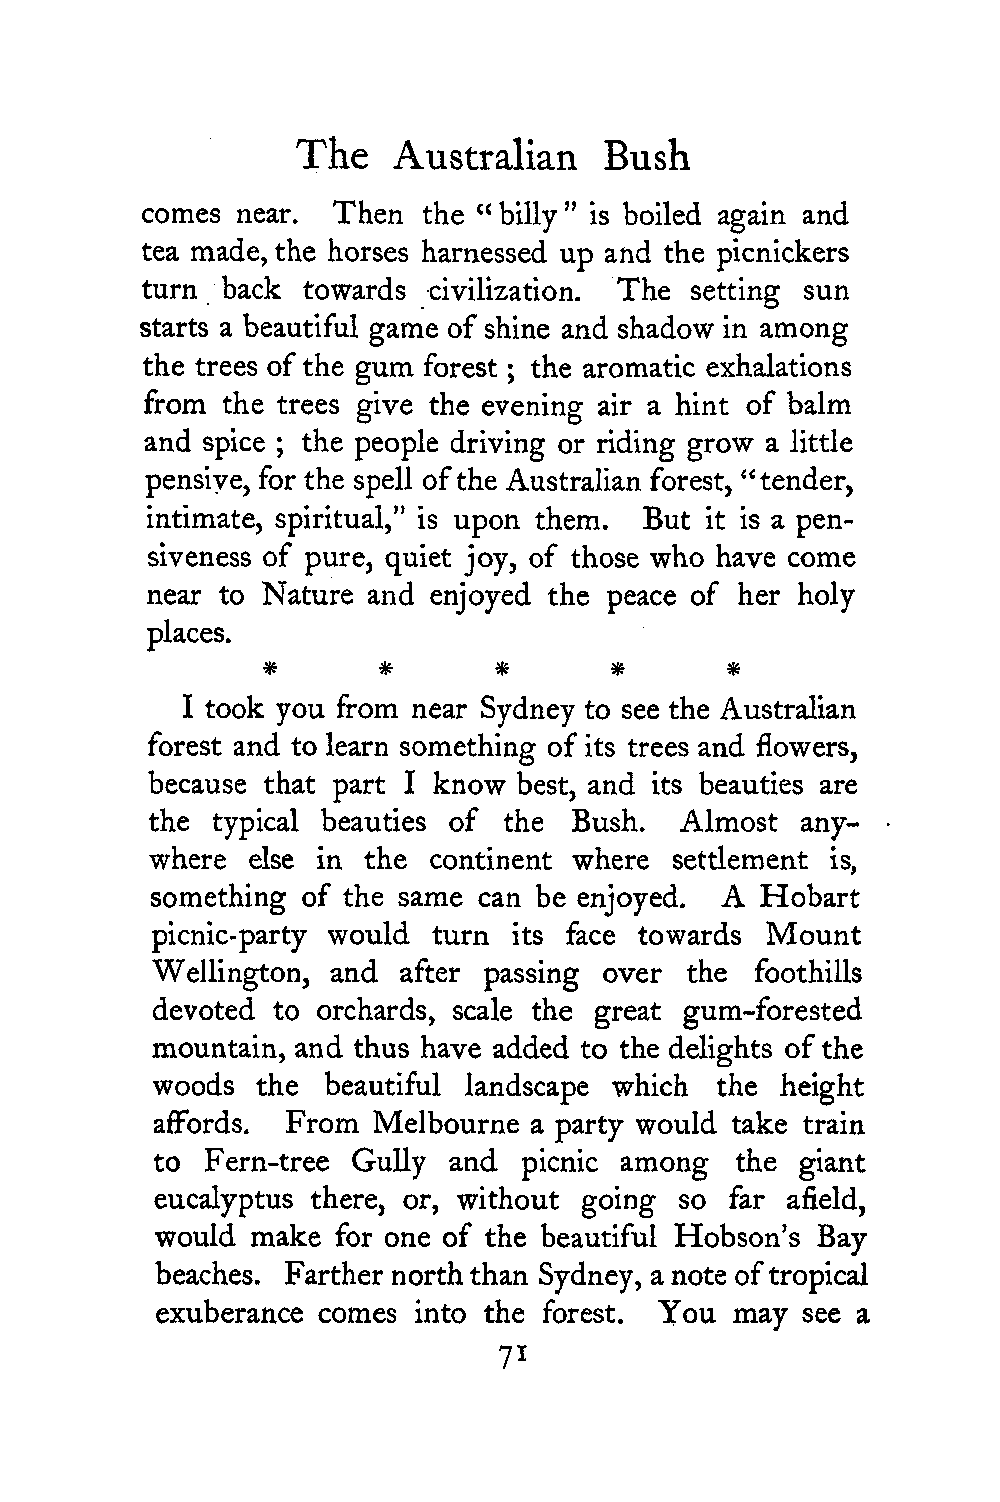 The Australian Bush
comes near. Then the “billy” is boiled again and
tea made, the horses harnessed up and the picnickers
turn back towards civilization. The setting sun
starts a beautiful game of shine and shadow in among
the trees of the gum forest ; the aromatic exhalations
from the trees give the evening air a hint of balm
and spice ; the people driving or riding grow a little
pensive, for the spell of the Australian forest, “tender,
intimate, spiritual,” is upon them. But it is a pen-
siveness of pure, quiet joy, of those who have come
near to Nature and enjoyed the peace of her holy
places.
* * * * *
I took you from near Sydney to see the Australian
forest and to learn something of its trees and flowers,
because that part I know best, and its beauties are
the typical beauties of the Bush. Almost any-
where else in the continent where settlement is,
something of the same can be enjoyed. A Hobart
picnic-party would turn its face towards Mount
Wellington, and after passing over the foothills
devoted to orchards, scale the great gum-forested
mountain, and thus have added to the delights of the
woods the beautiful landscape which the height
affords. From Melbourne a party would take train
to Fern-tree Gully and picnic among the giant
eucalyptus there, or, without going so far afield,
would make for one of the beautiful Hobson’s Bay
beaches. Farther north than Sydney, a note of tropical
exuberance comes into the forest. You may see a
71